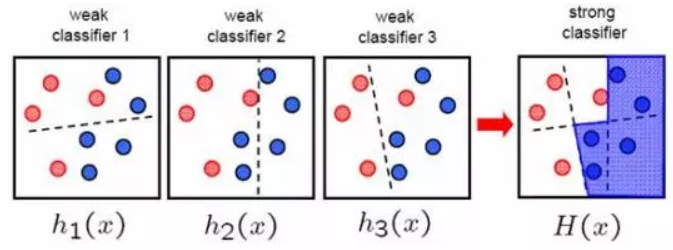 weak
classifier 1
weak
classifier 2
weak
classifier 3
strong
classifier
h1(x)
h2(x)
h3(x)
H(x)